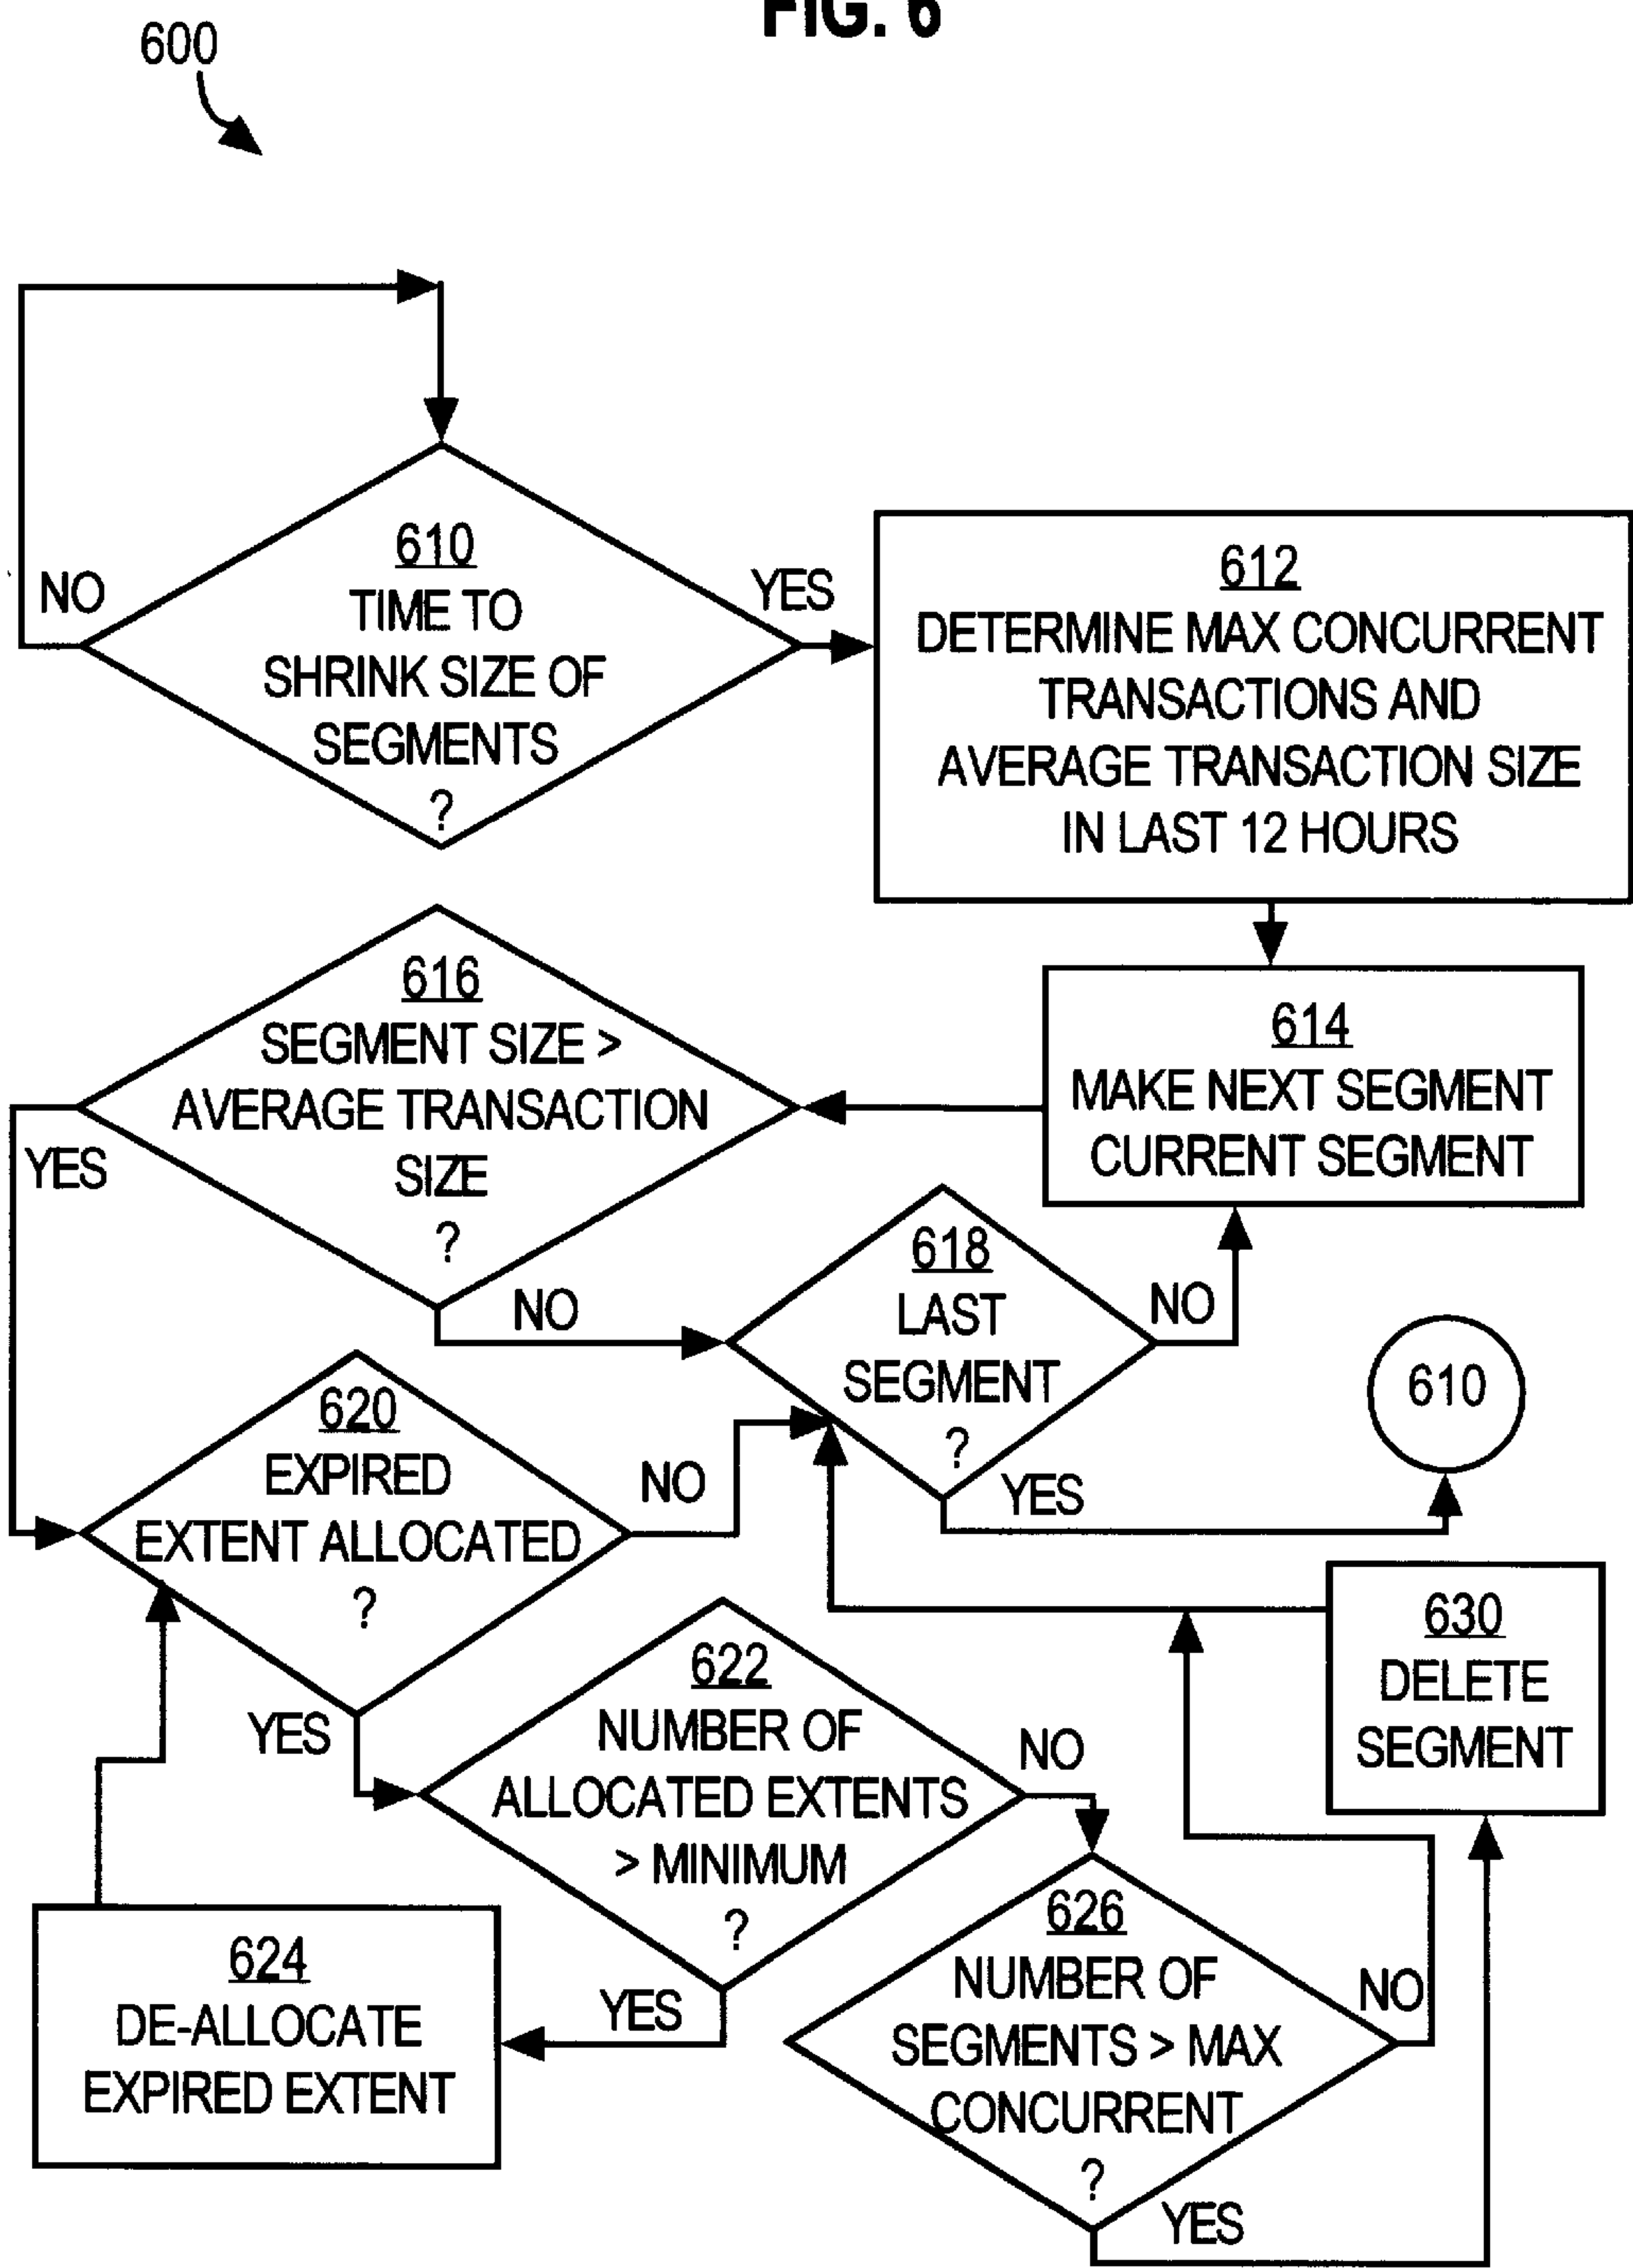 FIG. 6
600
610
TIME TO
SHRINK SIZE OF
SEGMENTS
?
NO
YES
612
DETERMINE MAX CONCURRENT
TRANSACTIONS AND
AVERAGE TRANSACTION SIZE
IN LAST 12 HOURS
614
MAKE NEXT SEGMENT
CURRENT SEGMENT
616
SEGMENT SIZE >
AVERAGE TRANSACTION
SIZE
?
YES
NO
618
LAST
SEGMENT
?
NO
YES
610
620
EXPIRED
EXTENT ALLOCATED
?
NO
YES
622
NUMBER OF
ALLOCATED EXTENTS
> MINIMUM
?
NO
YES
624
DE-ALLOCATE
EXPIRED EXTENT
626
NUMBER OF
SEGMENTS > MAX
CONCURRENT
?
NO
YES
630
DELETE
SEGMENT